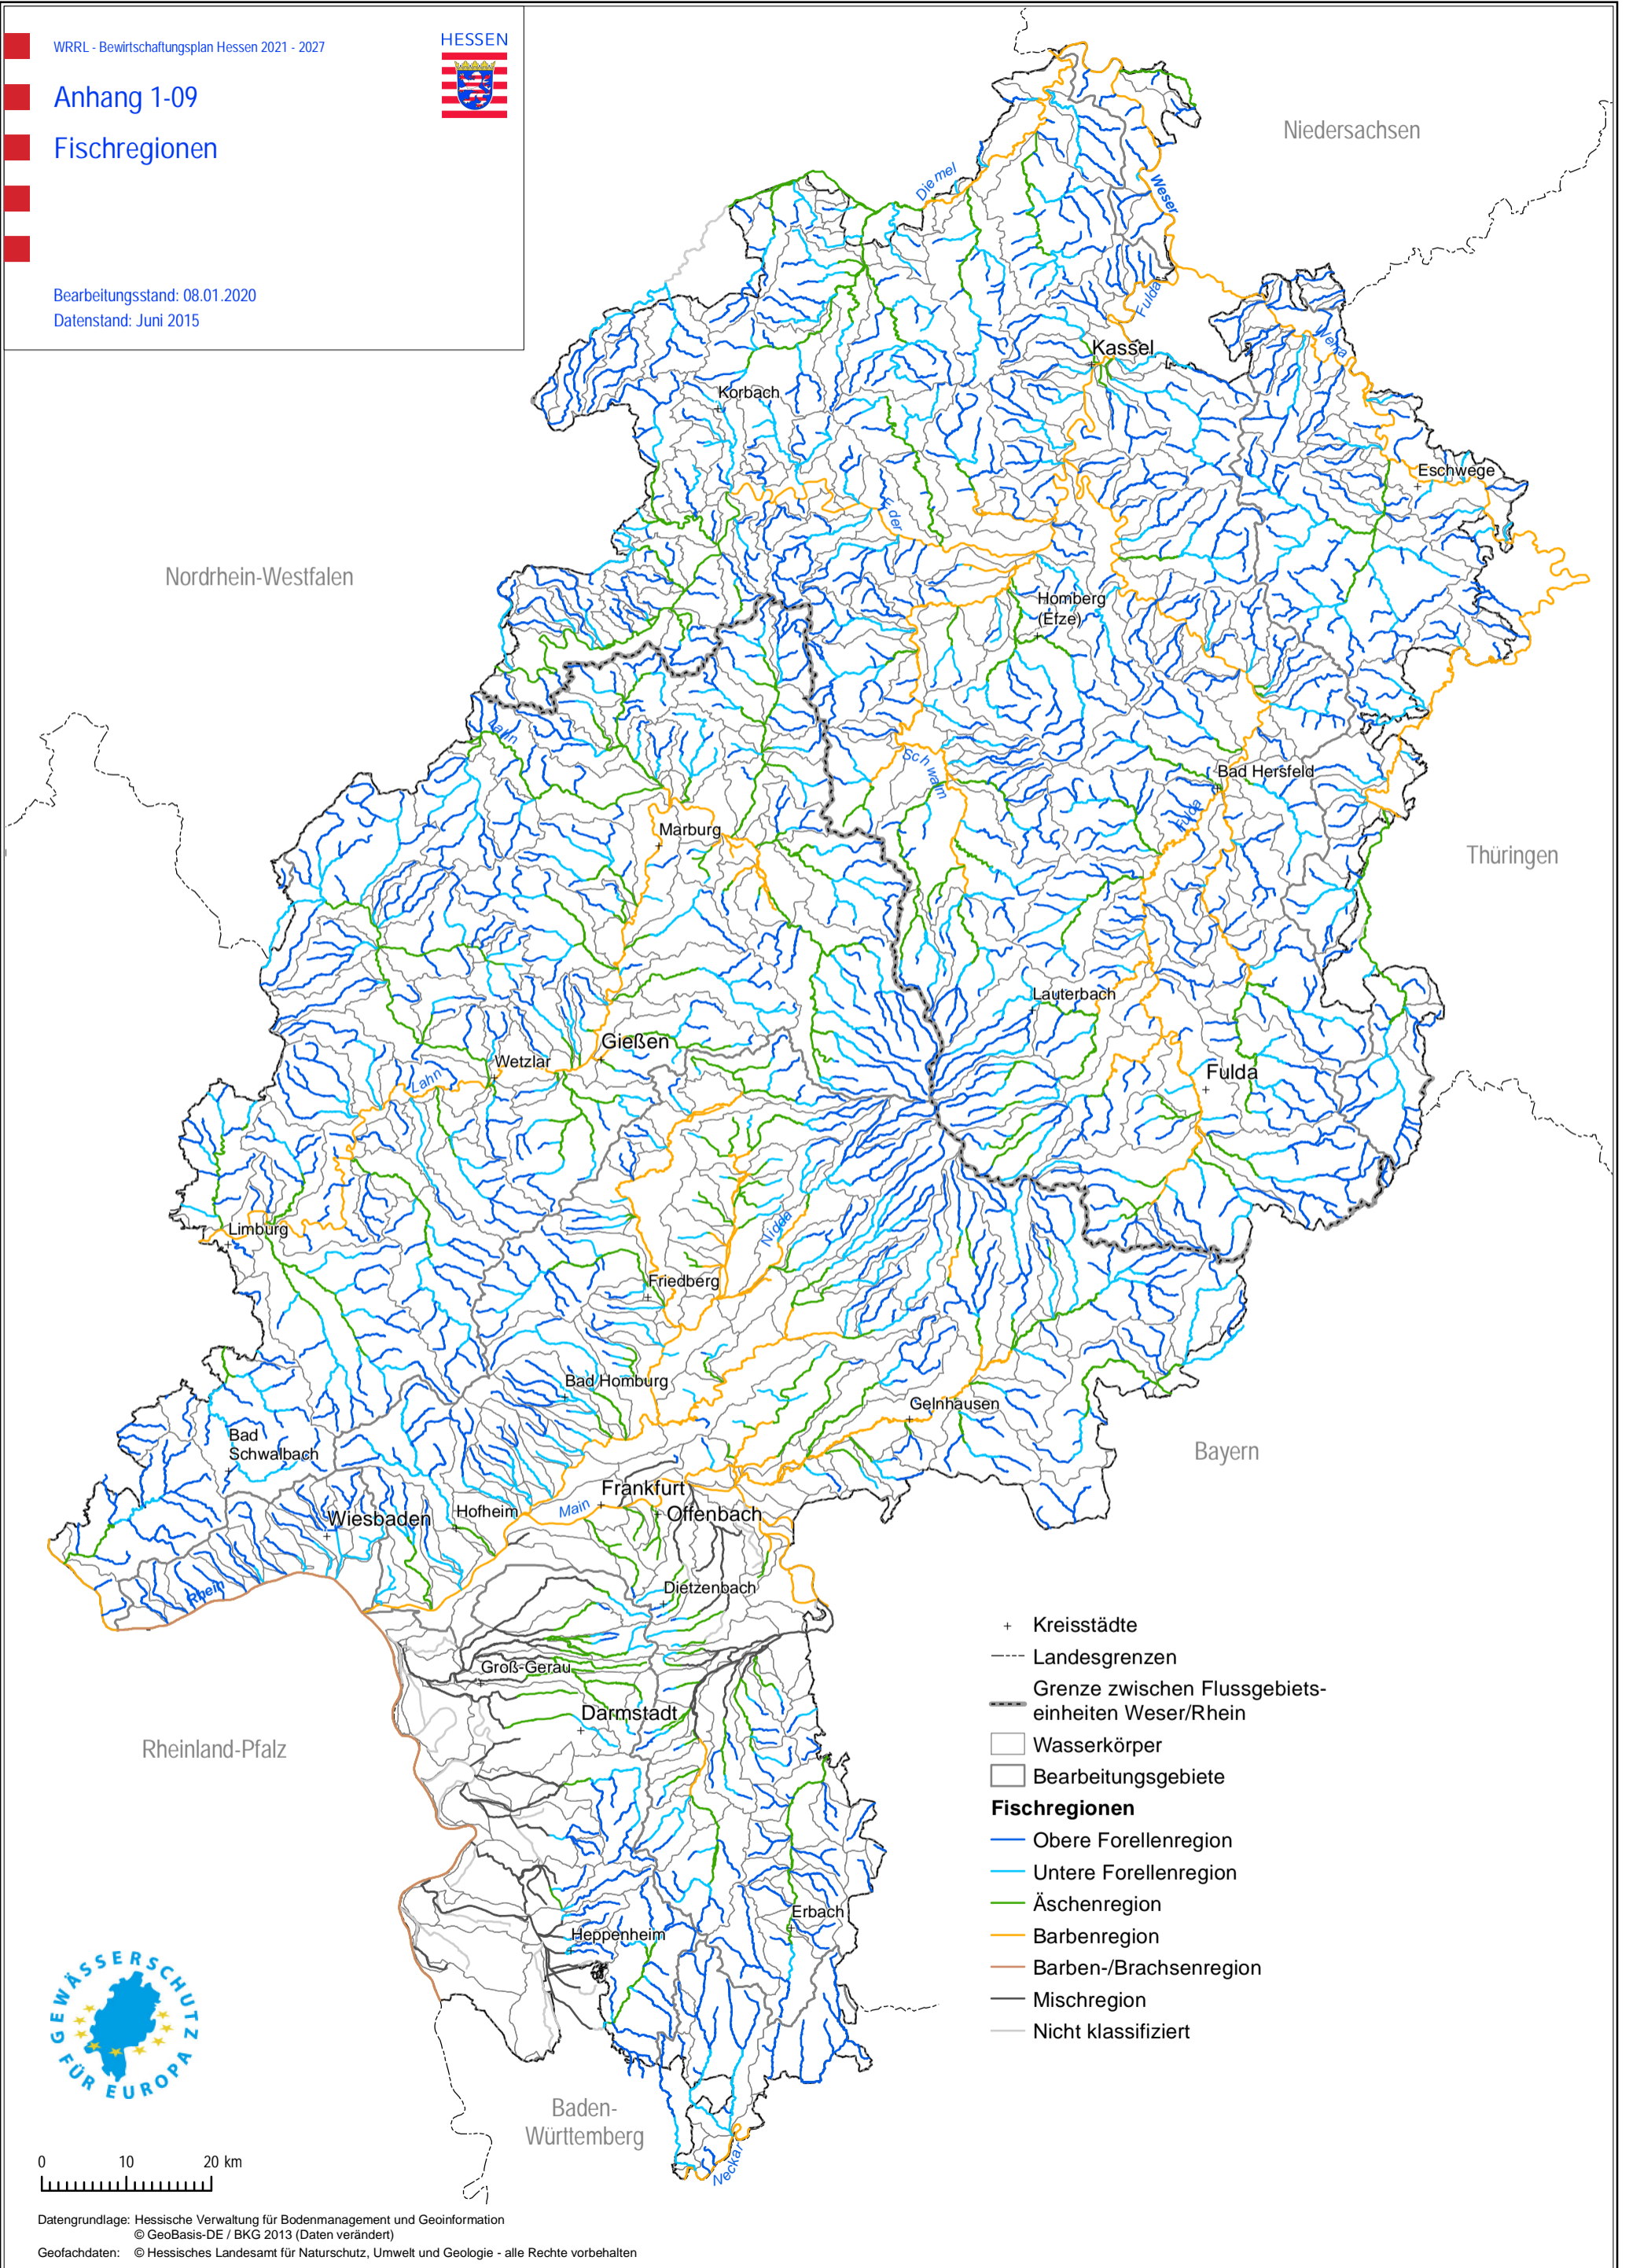 WRRL - Bewirtschaftungsplan Hessen 2021 - 2027
Anhang 1-09
Fischregionen
Bearbeitungsstand: 08.01.2020
Datenstand: Juni 2015
HESSEN
Niedersachsen
Diemel
Weser
Fulda
Werra
Kassel
Korbach
Eschwege
Eder
Nordrhein-Westfalen
Homberg
(Efze)
Lahn
Schwalm
Bad Hersfeld
Fulda
Marburg
Thüringen
Lauterbach
Gießen
Wetzlar
Lahn
Fulda
Limburg
Nidda
Friedberg
Bad Homburg
Gelnhausen
Bad
Schwalbach
Bayern
Frankfurt
Main
Offenbach
Hofheim
Wiesbaden
Rhein
Dietzenbach
Groß-Gerau
Darmstadt
Rheinland-Pfalz
Erbach
Heppenheim
Baden-
Württemberg
Neckar
Kreisstädte
Landesgrenzen
Grenze zwischen Flussgebiets-
einheiten Weser/Rhein
Wasserkörper
Bearbeitungsgebiete
Fischregionen
Obere Forellenregion
Untere Forellenregion
Äschenregion
Barbenregion
Barben-/Brachsenregion
Mischregion
Nicht klassifiziert
GEWÄSSERSCHUTZ
FÜR EUROPA
0 10 20 km
Datengrundlage: Hessische Verwaltung für Bodenmanagement und Geoinformation
© GeoBasis-DE / BKG 2013 (Daten verändert)
Geofachdaten: © Hessisches Landesamt für Naturschutz, Umwelt und Geologie - alle Rechte vorbehalten